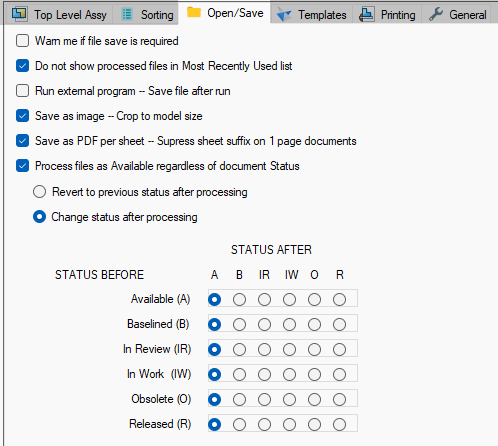 Top Level Assy Sorting Open/Save Templates Printing General
Warn me if file save is required
Do not show processed files in Most Recently Used list
Run external program -- Save file after run
Save as image -- Crop to model size
Save as PDF per sheet -- Supress sheet suffix on 1 page documents
Process files as Available regardless of document Status
Revert to previous status after processing
Change status after processing
STATUS AFTER
STATUS BEFORE A B IR IW O R
Available (A)
Baselined (B)
In Review (IR)
In Work (IW)
Obsolete (O)
Released (R)